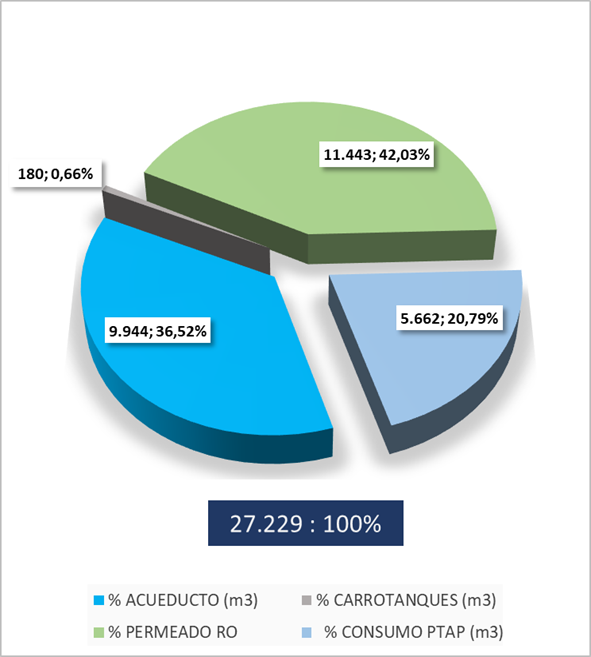 11.443; 42,03%
180; 0,66%
5.662; 20,79%
9.944; 36,52%
27.229 : 100%
% ACUEDUCTO (m3) % CARROTANQUES (m3)
% PERMEADO RO % CONSUMO PTAP (m3)